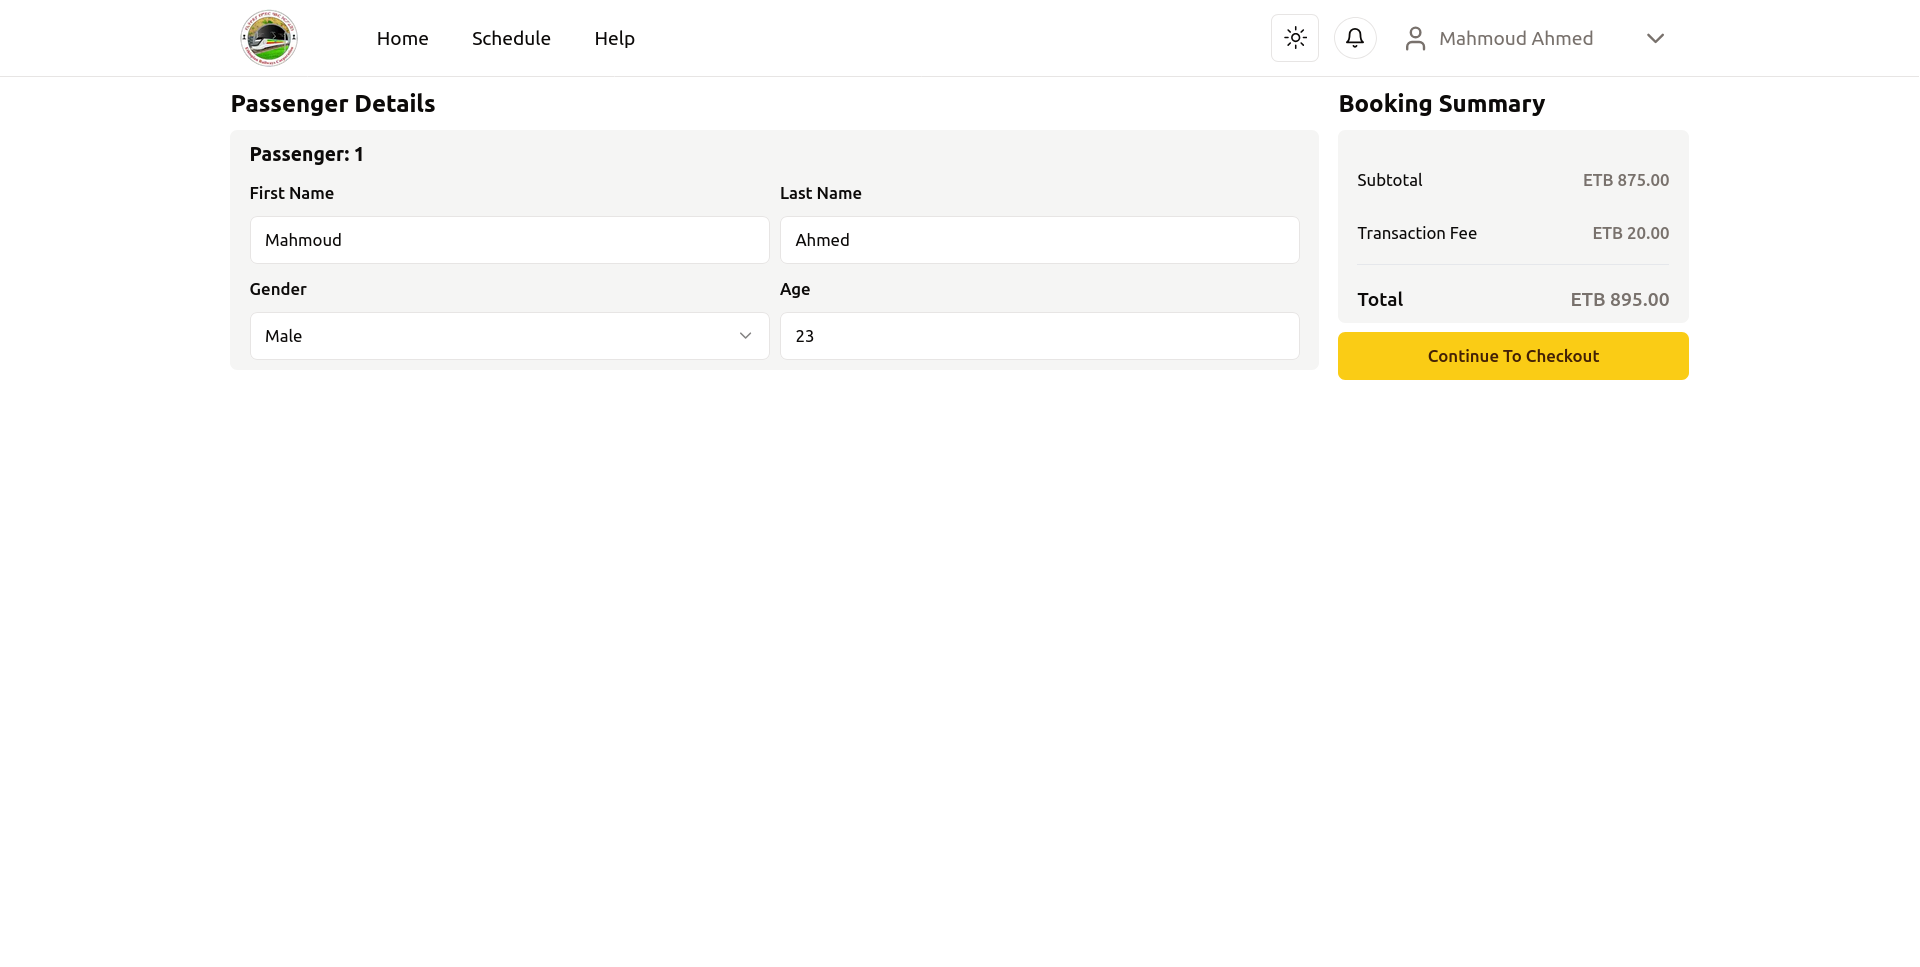 Home
Schedule
Help
Mahmoud Ahmed
Passenger Details
Passenger: 1
First Name
Last Name
Mahmoud
Ahmed
Gender
Age
Male
23
Booking Summary
Subtotal ETB 875.00
Transaction Fee ETB 20.00
Total ETB 895.00
Continue To Checkout